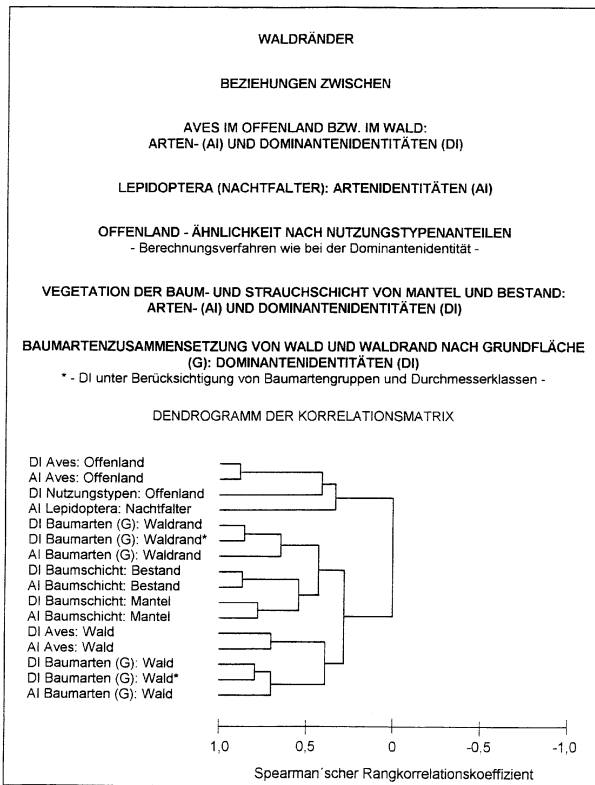 WALDRÄNDER
BEZIEHUNGEN ZWISCHEN
AVES IM OFFENLAND BZW. IM WALD:
ARTEN- (AI) UND DOMINANTENIDENTITÄTEN (DI)
LEPIDOPTERA (NACHTFALTER): ARTENIDENTITÄTEN (AI)
OFFENLAND - ÄHNLICHKEIT NACH NUTZUNGSTYPENANTEILEN
- Berechnungsverfahren wie bei der Dominantenidentität -
VEGETATION DER BAUM- UND STRAUCHSCHICHT VON MANTEL UND BESTAND:
ARTEN- (AI) UND DOMINANTENIDENTITÄTEN (DI)
BAUMARTENZUSAMMENSETZUNG VON WALD UND WALDRAND NACH GRUNDFLÄCHE
(G): DOMINANTENIDENTITÄTEN (DI)
* - DI unter Berücksichtigung von Baumartengruppen und Durchmesserklassen -
DENDROGRAMM DER KORRELATIONSMATRIX
DI Aves: Offenland
AI Aves: Offenland
DI Nutzungstypen: Offenland
AI Lepidoptera: Nachtfalter
DI Baumarten (G): Waldrand
DI Baumarten (G): Waldrand*
AI Baumarten (G): Waldrand
DI Baumschicht: Bestand
AI Baumschicht: Bestand
DI Baumschicht: Mantel
AI Baumschicht: Mantel
DI Aves: Wald
AI Aves: Wald
DI Baumarten (G): Wald
DI Baumarten (G): Wald*
AI Baumarten (G): Wald
1,0 0,5 0 -0,5 -1,0
Spearman´scher Rangkorrelationskoeffizient